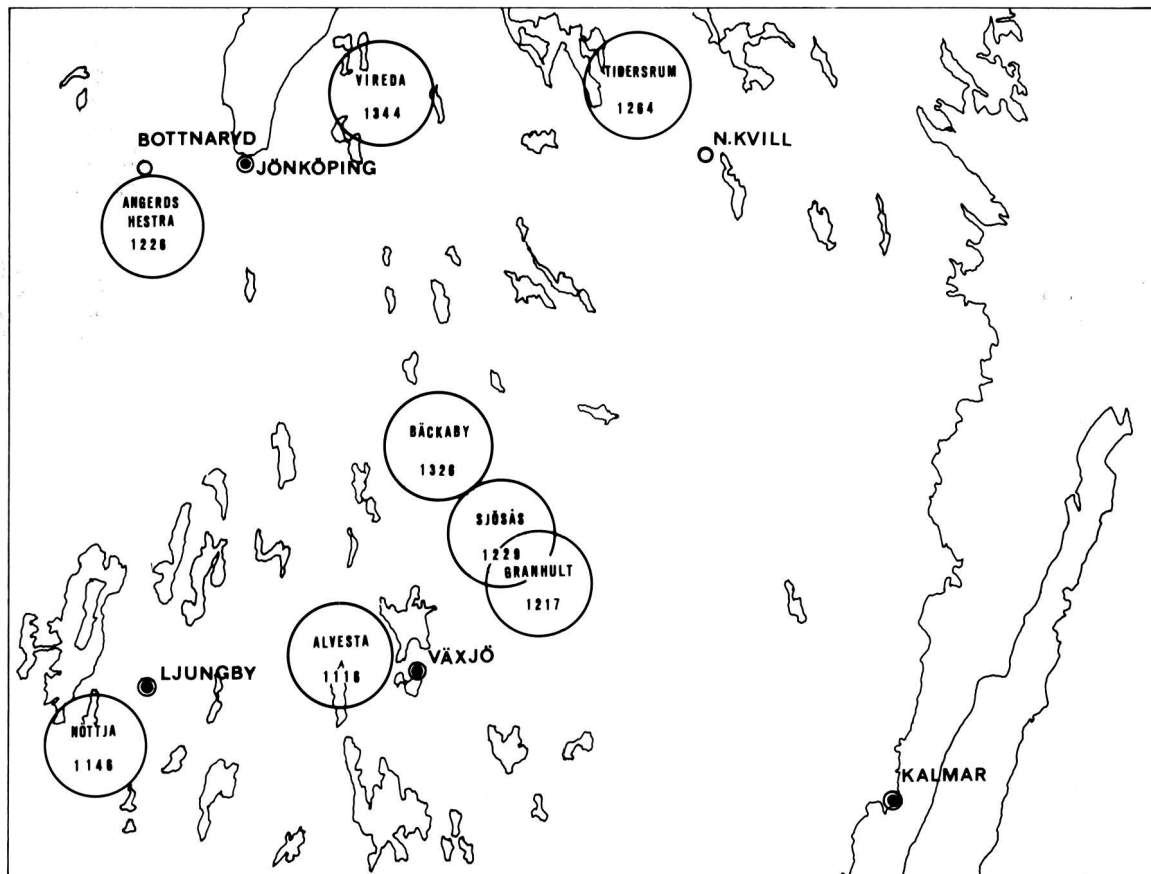 VIREDA
1344
TIDERSRUM
1264
BOTTNARYD
JÖNKÖPING
N.KVILL
ANGERDS
HESTRA
1226
BÄCKABY
1326
SJÖSÅS
1229
GRANHULT
1217
ALVESTA
1116
VÄXJÖ
LJUNGBY
NÖTTJA
1146
KALMAR